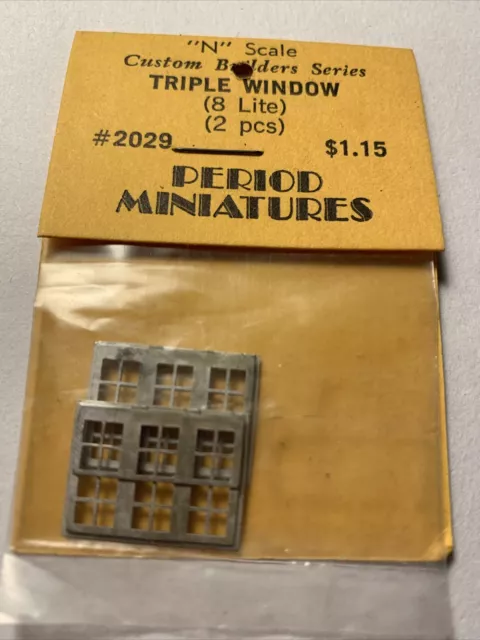 "N" Scale
Custom Builders Series
TRIPLE WINDOW
(8 Lite)
(2 pcs)
#2029 $1.15
PERIOD
MINIATURES